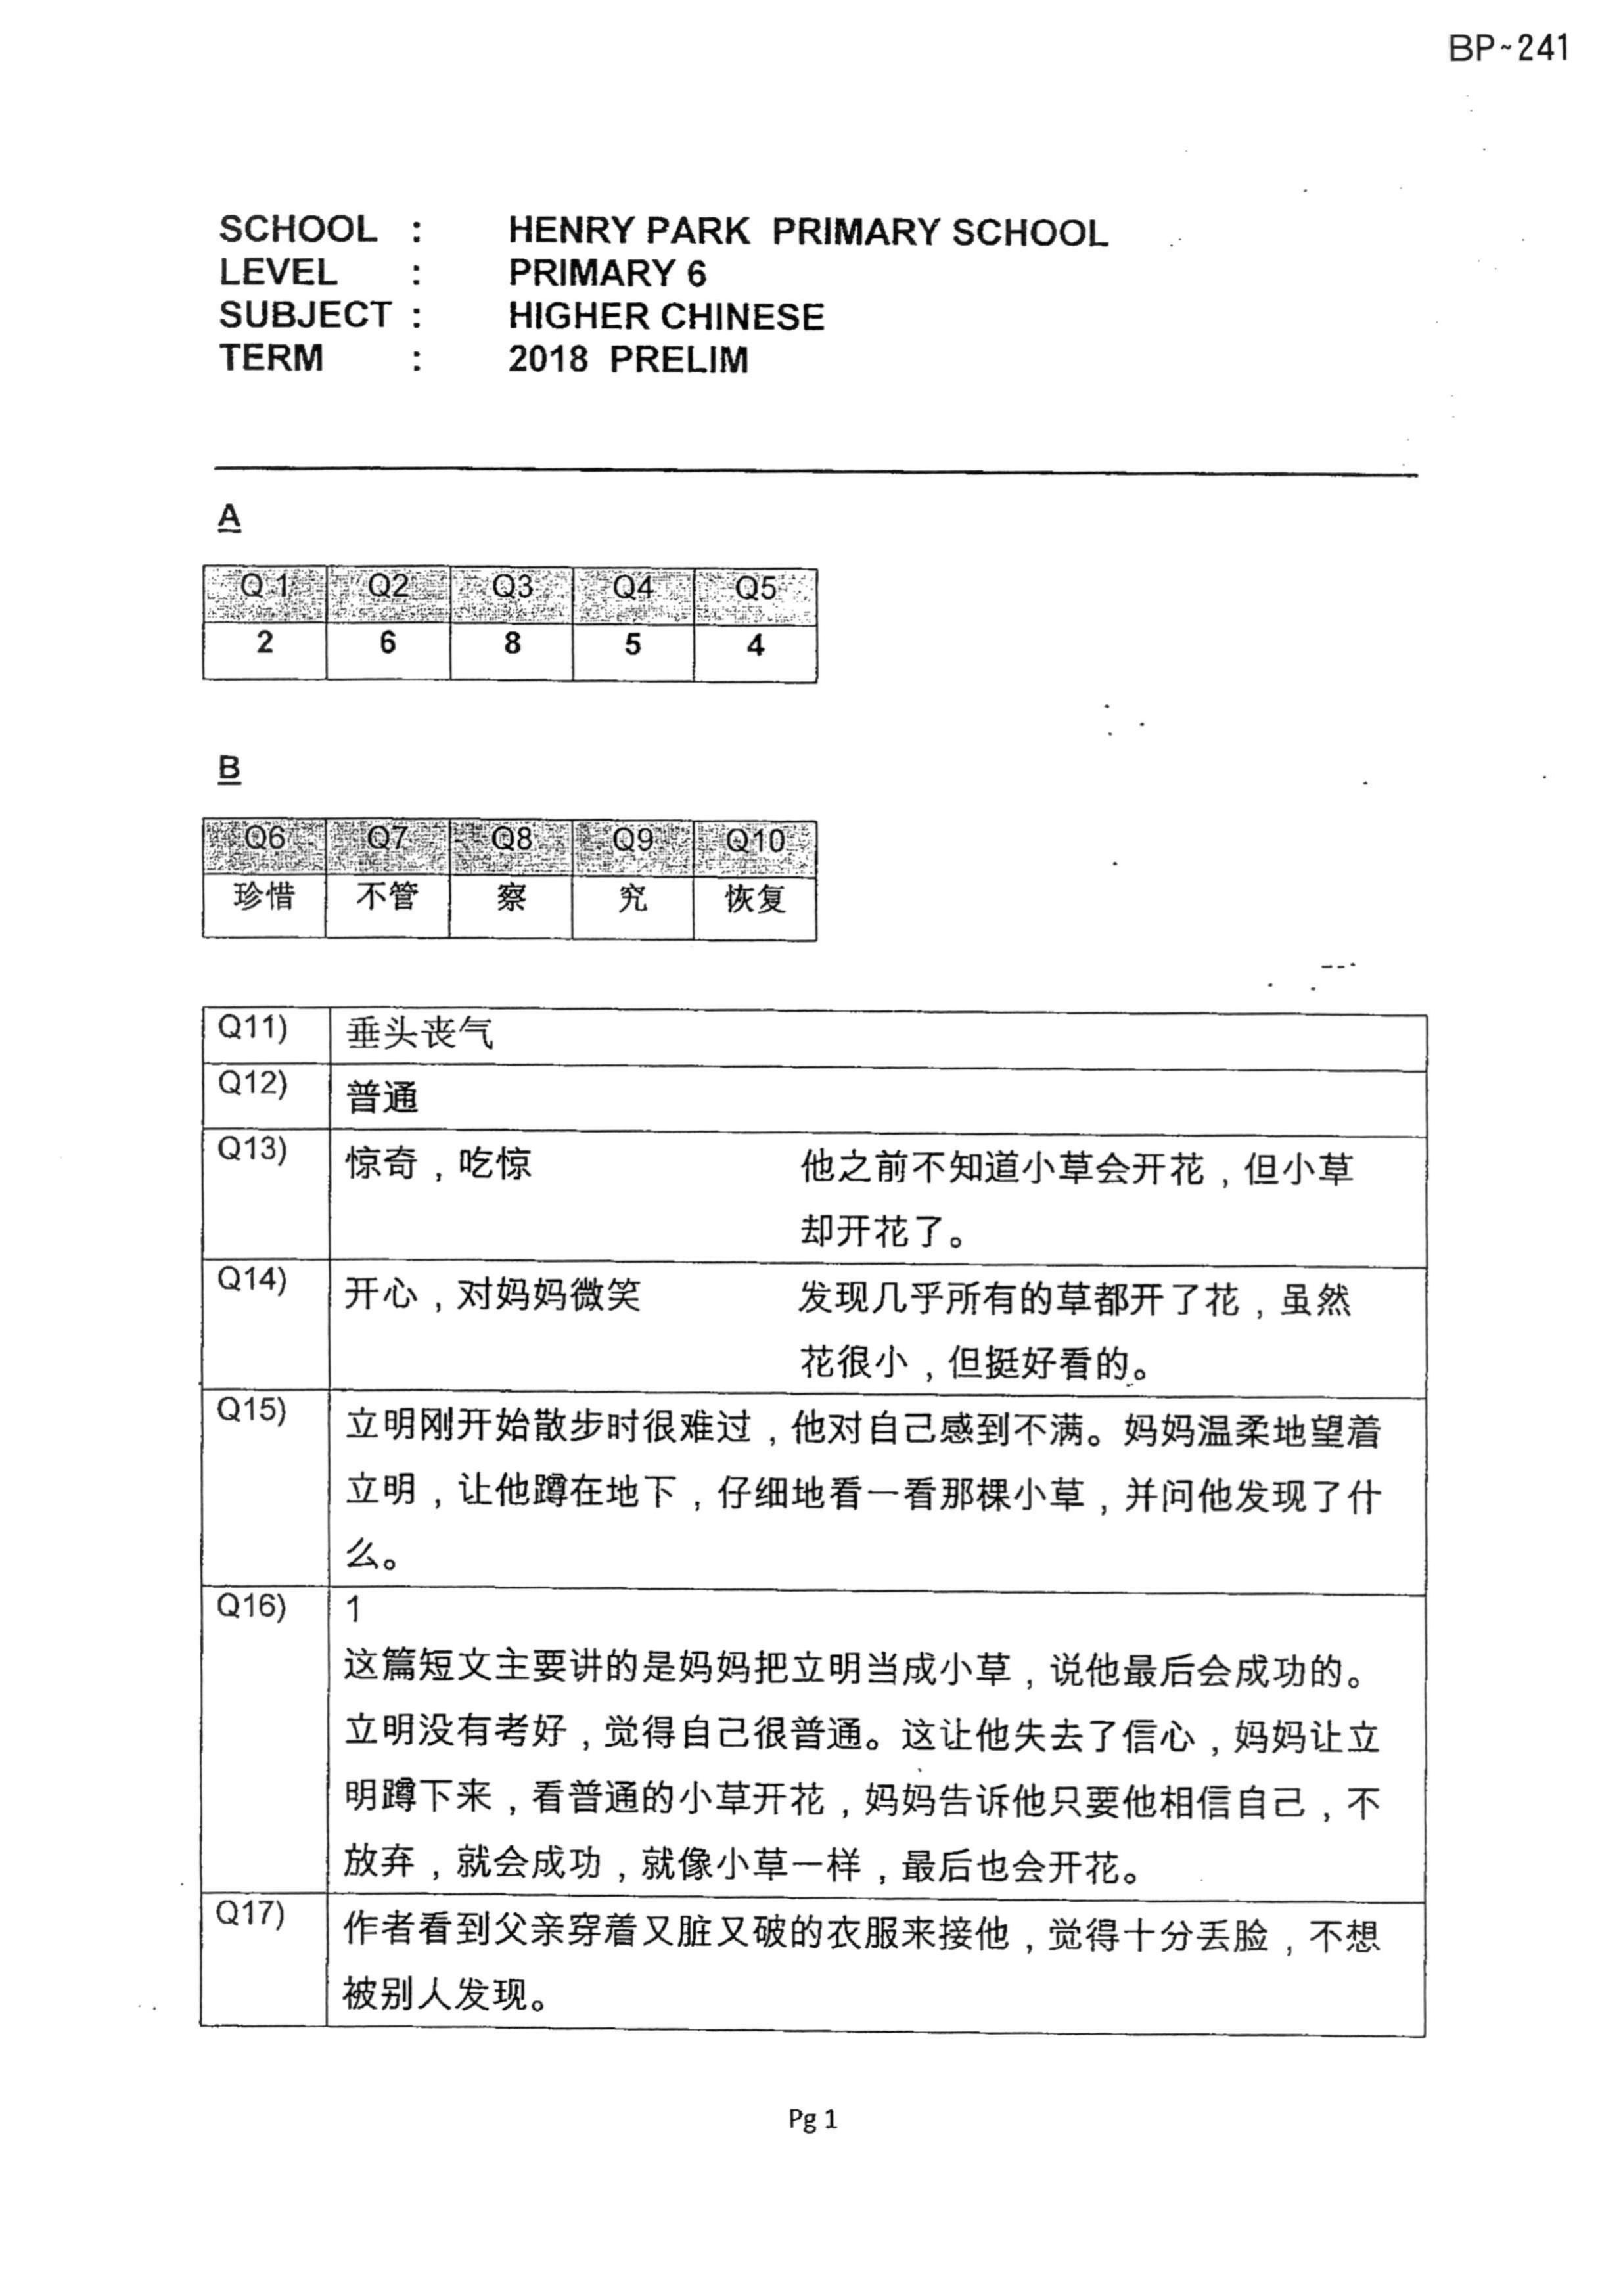 BP~241
SCHOOL : HENRY PARK PRIMARY SCHOOL
LEVEL : PRIMARY 6
SUBJECT : HIGHER CHINESE
TERM : 2018 PRELIM
A
Q 1 Q2 Q3 Q4 Q5
2 6 8 5 4
B
Q6 Q7 Q8 Q9 Q10
珍惜 不管 察 究 恢复
Q11) 垂头丧气
Q12) 普通
Q13) 惊奇，吃惊 他之前不知道小草会开花，但小草
却开花了。
Q14) 开心，对妈妈微笑 发现几乎所有的草都开了花，虽然
花很小，但挺好看的。
Q15) 立明刚开始散步时很难过，他对自己感到不满。妈妈温柔地望着
立明，让他蹲在地下，仔细地看一看那棵小草，并问他发现了什
么。
Q16) 1
这篇短文主要讲的是妈妈把立明当成小草，说他最后会成功的。
立明没有考好，觉得自己很普通。这让他失去了信心，妈妈让立
明蹲下来，看普通的小草开花，妈妈告诉他只要他相信自己，不
放弃，就会成功，就像小草一样，最后也会开花。
Q17) 作者看到父亲穿着又脏又破的衣服来接他，觉得十分丢脸，不想
被别人发现。
Pg 1